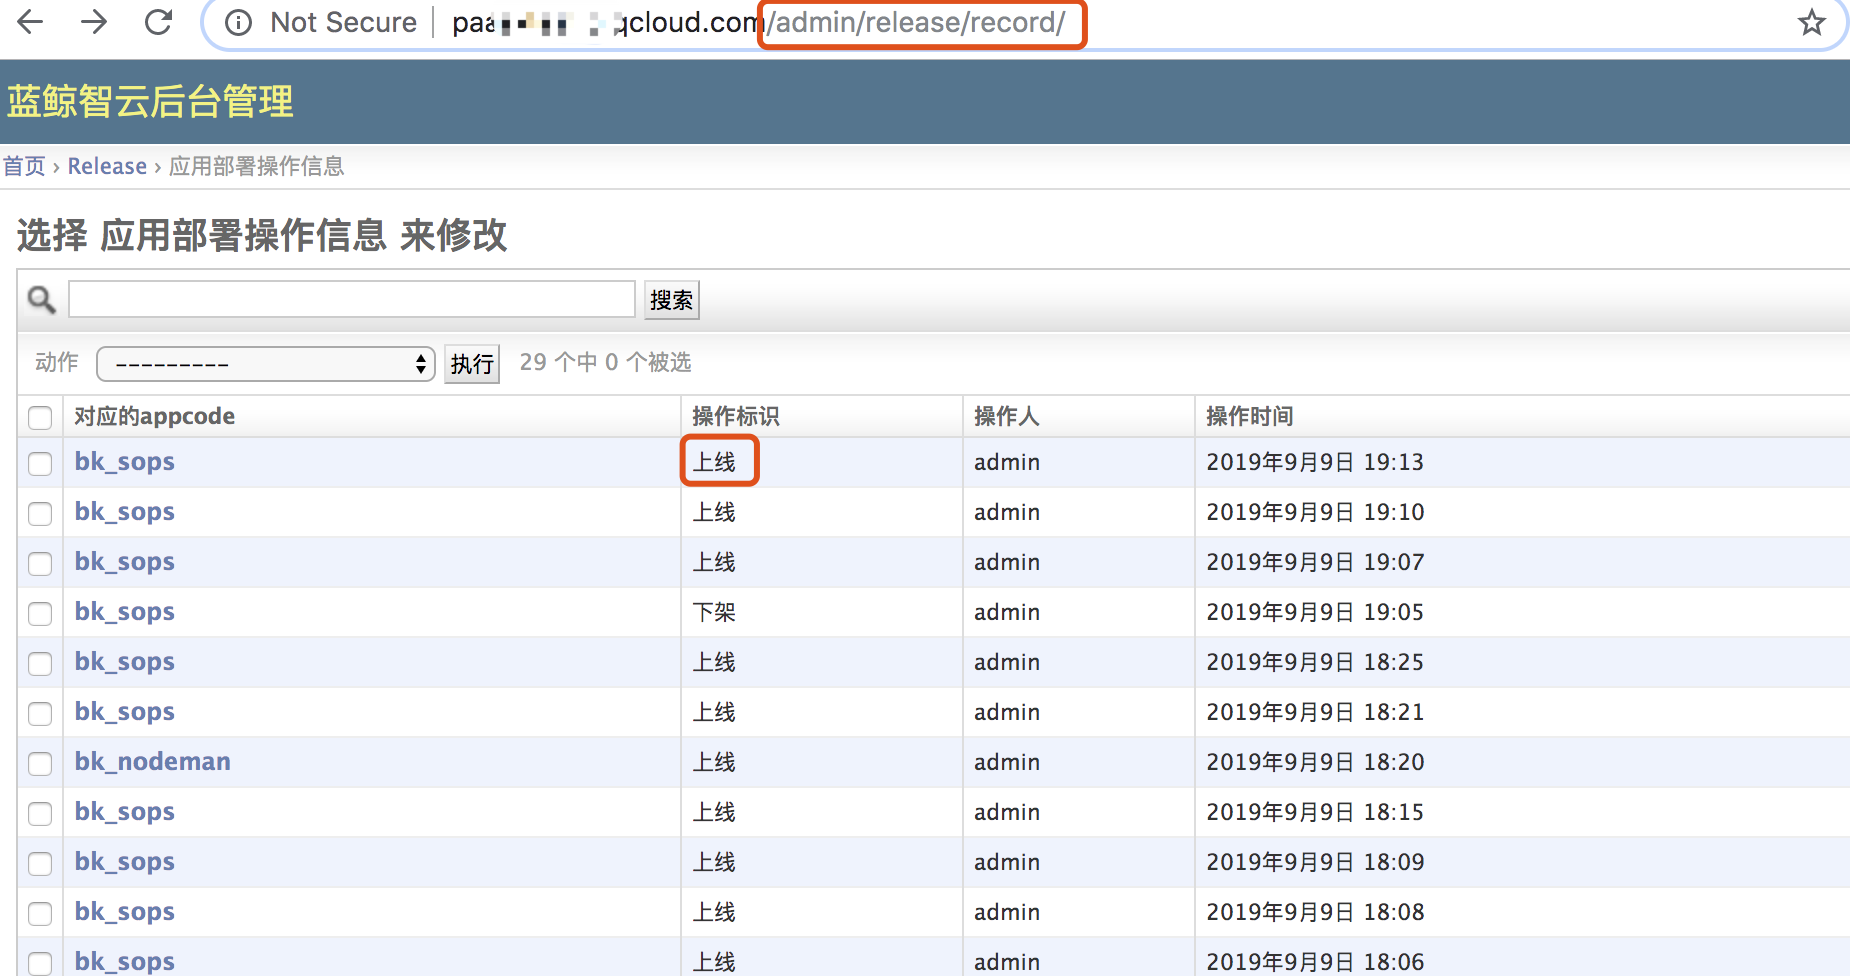 Not Secure paa qcloud.com/admin/release/record/
蓝鲸智云后台管理
首页 › Release › 应用部署操作信息
选择 应用部署操作信息 来修改
搜索
动作 --------- 执行 29 个中 0 个被选
对应的appcode 操作标识 操作人 操作时间
bk_sops 上线 admin 2019年9月9日 19:13
bk_sops 上线 admin 2019年9月9日 19:10
bk_sops 上线 admin 2019年9月9日 19:07
bk_sops 下架 admin 2019年9月9日 19:05
bk_sops 上线 admin 2019年9月9日 18:25
bk_sops 上线 admin 2019年9月9日 18:21
bk_nodeman 上线 admin 2019年9月9日 18:20
bk_sops 上线 admin 2019年9月9日 18:15
bk_sops 上线 admin 2019年9月9日 18:09
bk_sops 上线 admin 2019年9月9日 18:08
bk_sops 上线 admin 2019年9月9日 18:06